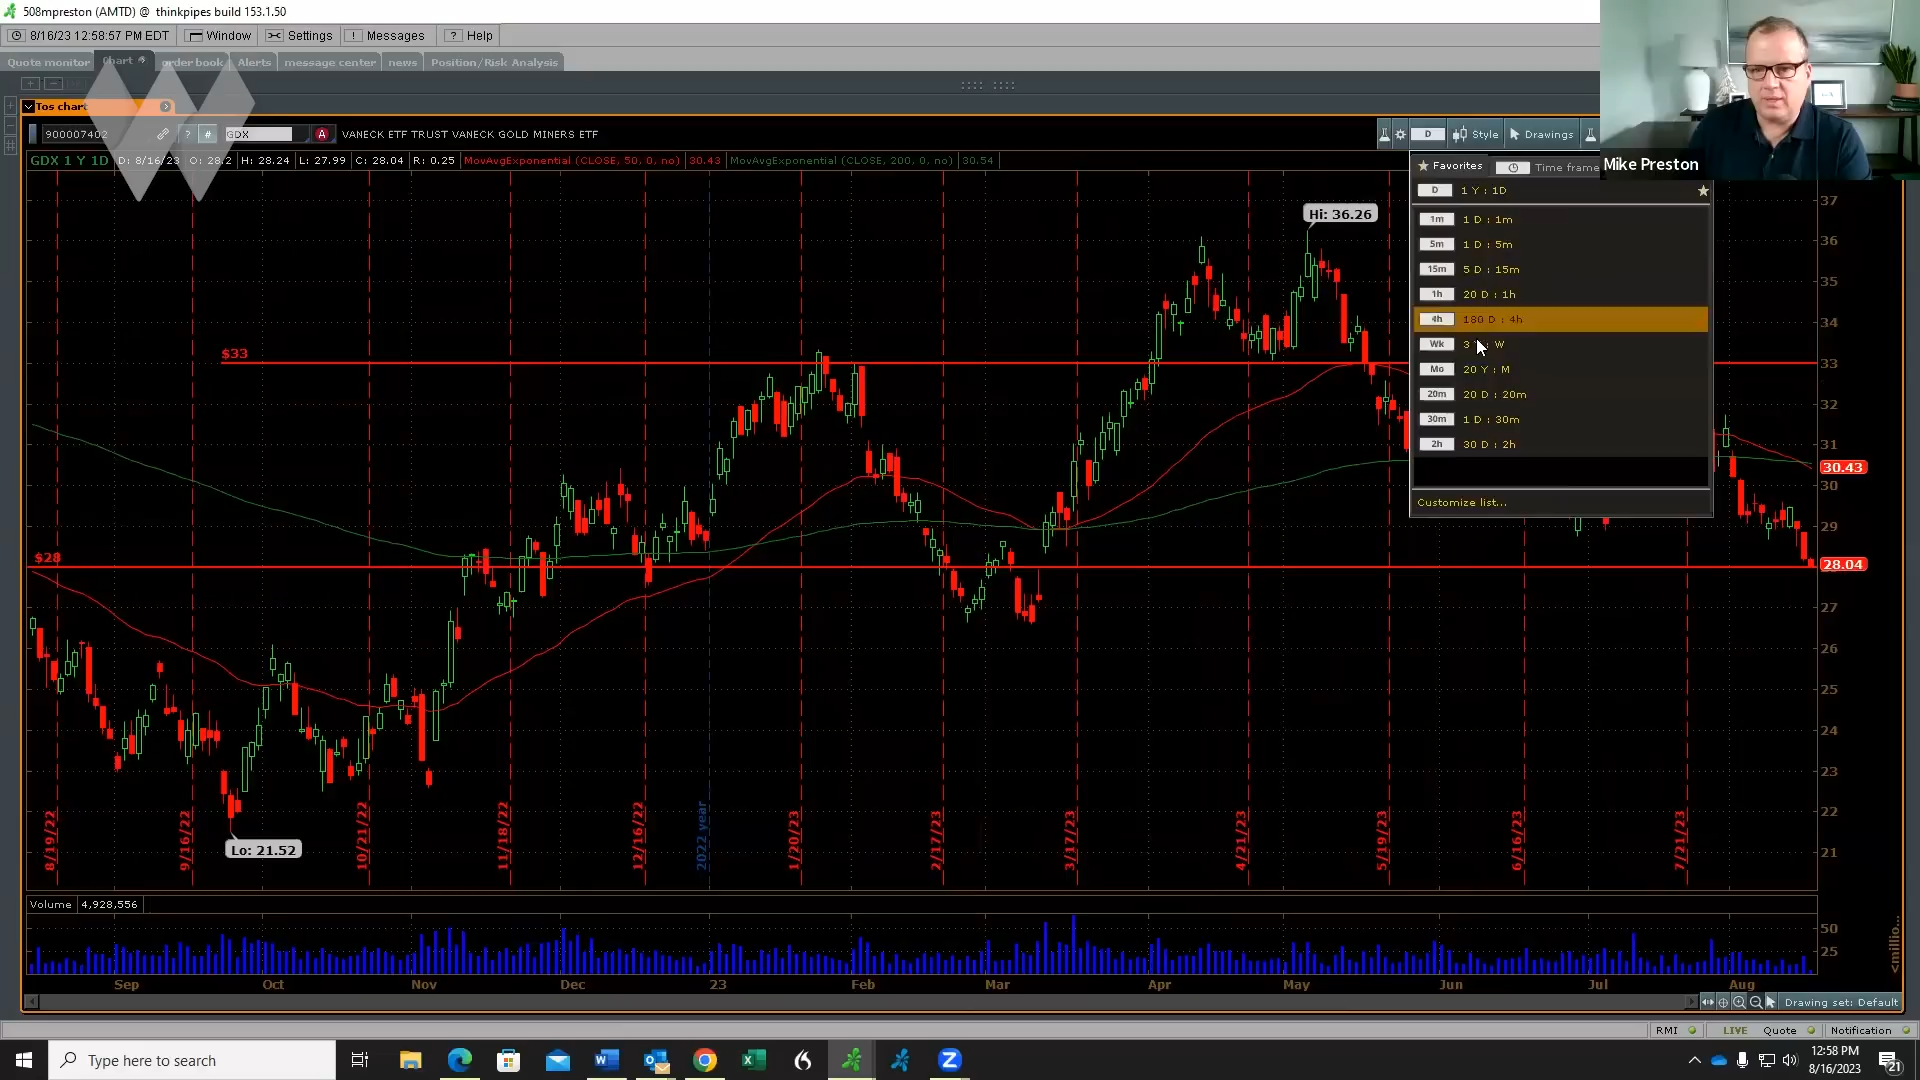 508mpreston (AMTD) @ thinkpipes build 153.1.50
8/16/23 12:58:57 PM EDT Window Settings ! Messages ? Help
Quote monitor Chart order book Alerts message center news Position/Risk Analysis
Tos chart
900007402 ? # GDX A VANECK ETF TRUST VANECK GOLD MINERS ETF D Style Drawings
GDX 1 Y 1D D: 8/16/23 O: 28.2 H: 28.24 L: 27.99 C: 28.04 R: 0.25 MovAvgExponential (CLOSE, 50, 0, no) 30.43 MovAvgExponential (CLOSE, 200, 0, no) 30.54
Mike Preston
Favorites Time frame
D 1 Y : 1D
1m 1 D : 1m
5m 1 D : 5m
15m 5 D : 15m
1h 20 D : 1h
4h 180 D : 4h
Wk 3 : W
Mo 20 Y : M
20m 20 D : 20m
30m 1 D : 30m
2h 30 D : 2h
Customize list...
Hi: 36.26
$33
$28
Lo: 21.52
37
36
35
34
33
32
31
30.43
30
29
28.04
27
26
25
24
23
22
21
8/19/22 9/16/22 10/21/22 11/18/22 12/16/22 2022 year 1/20/23 2/17/23 3/17/23 4/21/23 5/19/23 6/16/23 7/21/23
Volume 4,928,556
50
25
<millio...
Sep Oct Nov Dec 23 Feb Mar Apr May Jun Jul Aug
Drawing set: Default
RMI LIVE Quote Notification
Type here to search
12:58 PM
8/16/2023
21